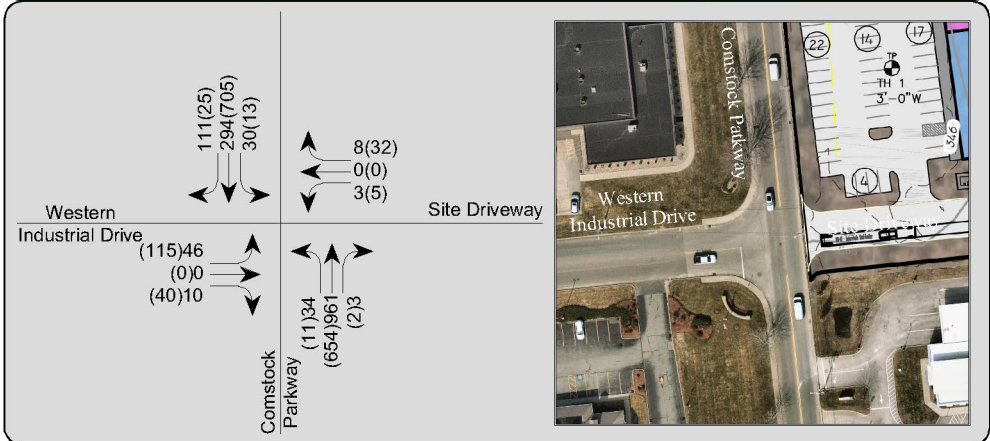 111(25)
294(705)
30(13)
8(32)
0(0)
3(5)
Western
Industrial Drive
Site Driveway
(115)46
(0)0
(40)10
(11)34
(654)961
(2)3
Comstock
Parkway
Comstock Patkway
Western
Industrial Drive
22
14
17
TP
TH 1
3'-0"W
346
4
Site Driveway